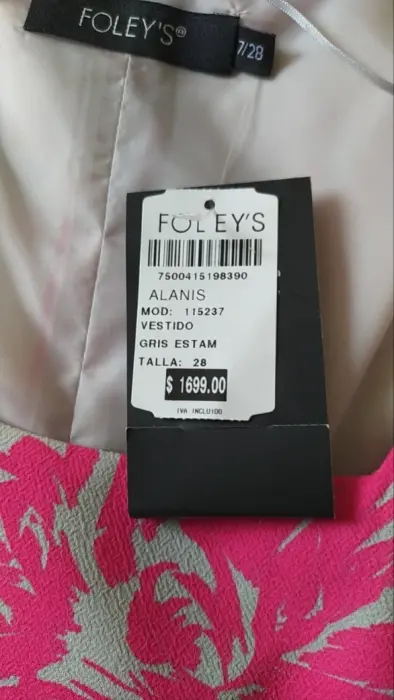 FOLEY'S®
7/28
FOLEY'S
7500415198390
ALANIS
MOD: 115237
VESTIDO
GRIS ESTAM
TALLA: 28
$ 1699.00
IVA INCLUIDO